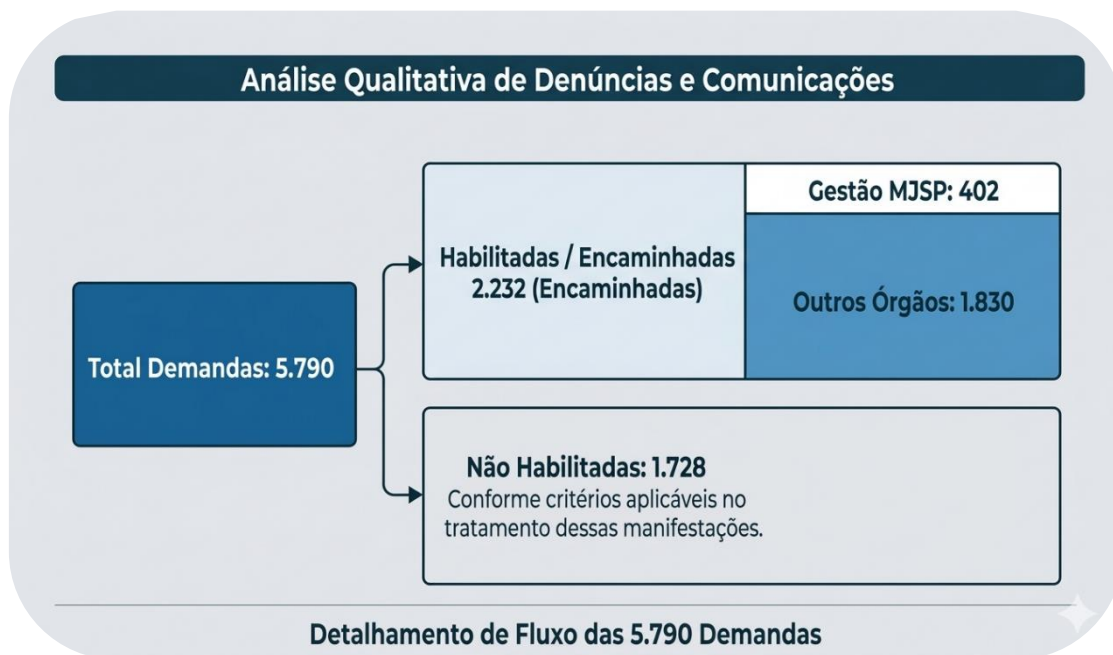 Análise Qualitativa de Denúncias e Comunicações
Total Demandas: 5.790
Habilitadas / Encaminhadas
2.232 (Encaminhadas)
Gestão MJSP: 402
Outros Órgãos: 1.830
Não Habilitadas: 1.728
Conforme critérios aplicáveis no
tratamento dessas manifestações.
Detalhamento de Fluxo das 5.790 Demandas